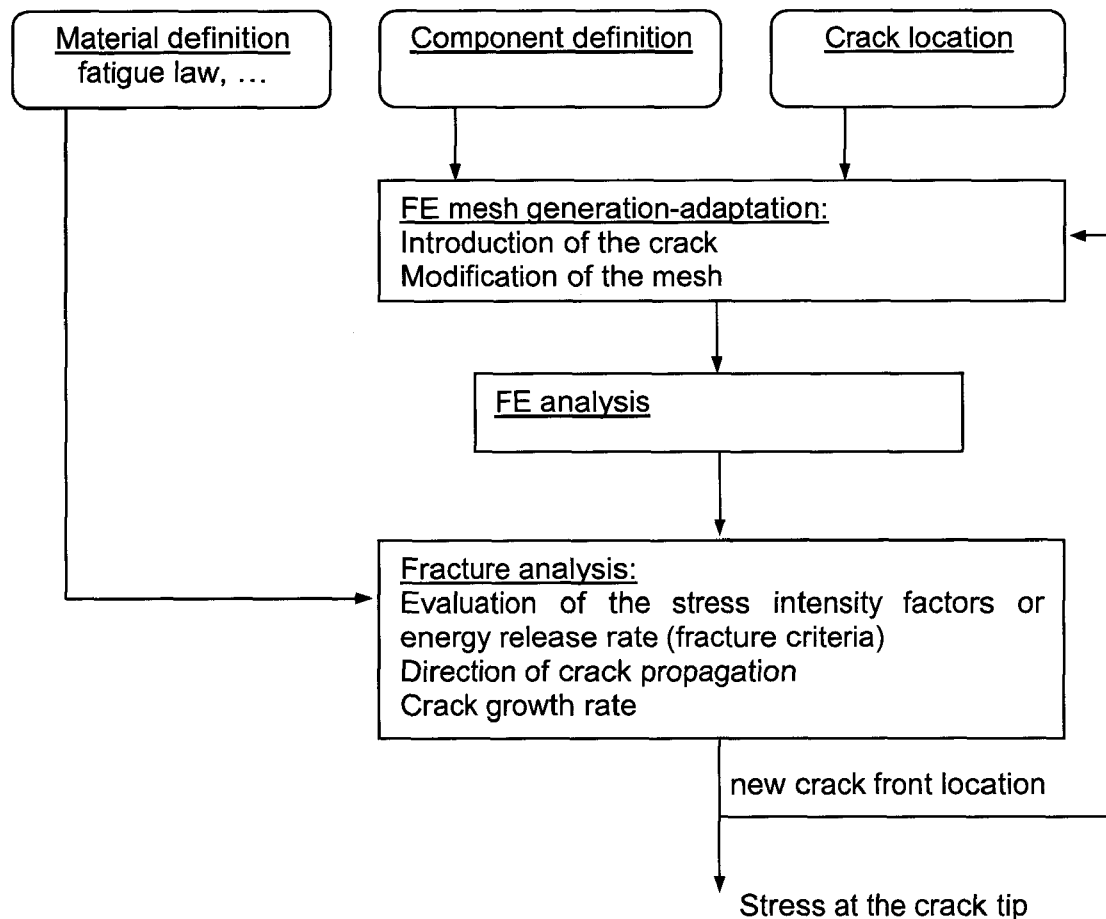 Material definition
fatigue law, ...
Component definition
Crack location
FE mesh generation-adaptation:
Introduction of the crack
Modification of the mesh
FE analysis
Fracture analysis:
Evaluation of the stress intensity factors or
energy release rate (fracture criteria)
Direction of crack propagation
Crack growth rate
new crack front location
Stress at the crack tip